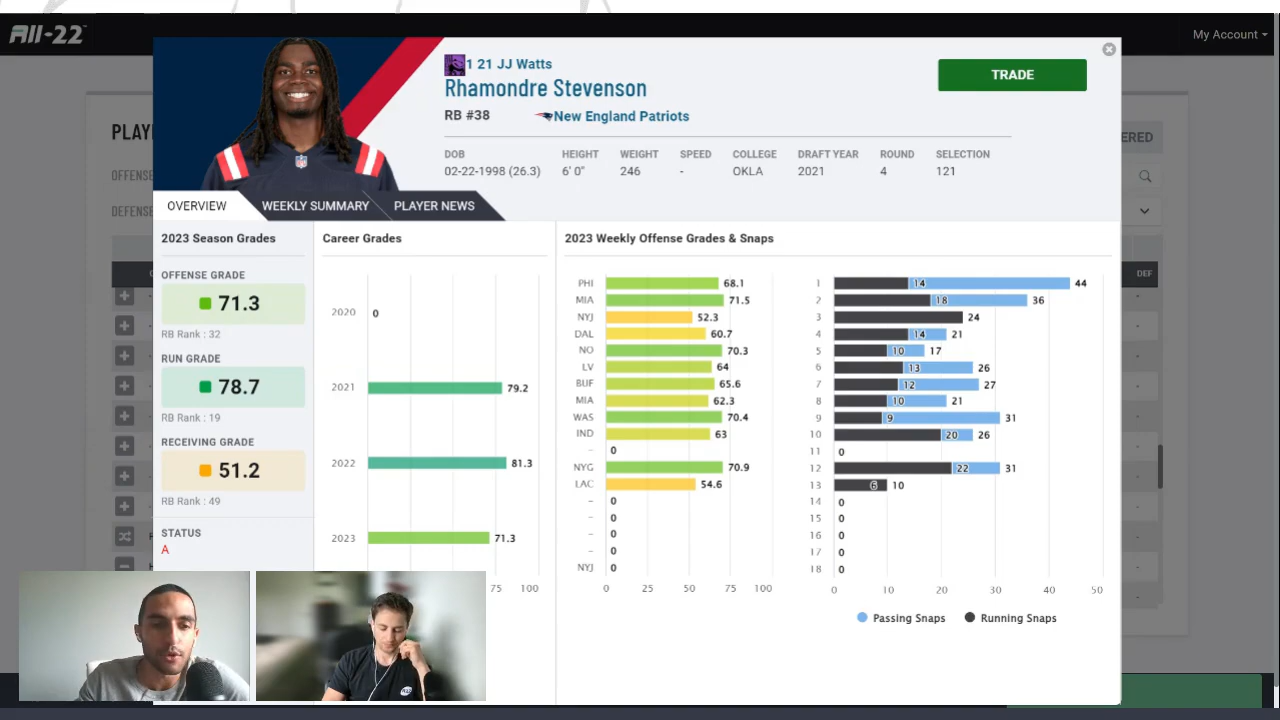 All-22
My Account
1 21 JJ Watts
Rhamondre Stevenson
RB #38
New England Patriots
TRADE
DOB HEIGHT WEIGHT SPEED COLLEGE DRAFT YEAR ROUND SELECTION
02-22-1998 (26.3) 6' 0" 246 - OKLA 2021 4 121
PLAY
ERED
OFFENSE
DEFENSE
DEF
OVERVIEW WEEKLY SUMMARY PLAYER NEWS
2023 Season Grades
OFFENSE GRADE
71.3
RB Rank : 32
RUN GRADE
78.7
RB Rank : 19
RECEIVING GRADE
51.2
RB Rank : 49
STATUS
A
Career Grades
2020 0
2021 79.2
2022 81.3
2023 71.3
75 100
2023 Weekly Offense Grades & Snaps
PHI 68.1 1 14 44
MIA 71.5 2 18 36
NYJ 52.3 3 24
DAL 60.7 4 14 21
NO 70.3 5 10 17
LV 64 6 13 26
BUF 65.6 7 12 27
MIA 62.3 8 10 21
WAS 70.4 9 9 31
IND 63 10 20 26
- 0 11 0
NYG 70.9 12 22 31
LAC 54.6 13 6 10
- 0 14 0
- 0 15 0
- 0 16 0
- 0 17 0
NYJ 0 18 0
0 25 50 75 100 0 10 20 30 40 50
Passing Snaps Running Snaps